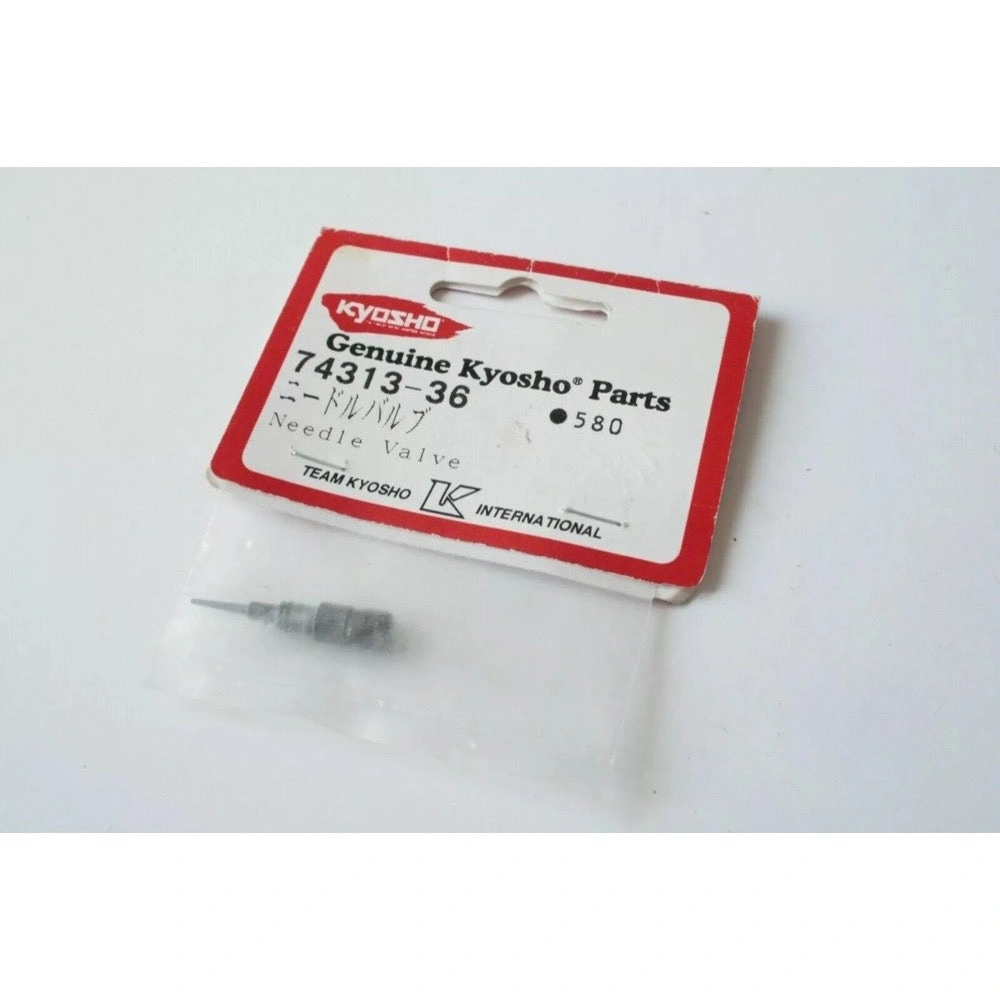 KYOSHO
Genuine Kyosho® Parts
74313-36
ニードルバルブ
●580
Needle Valve
TEAM KYOSHO K INTERNATIONAL